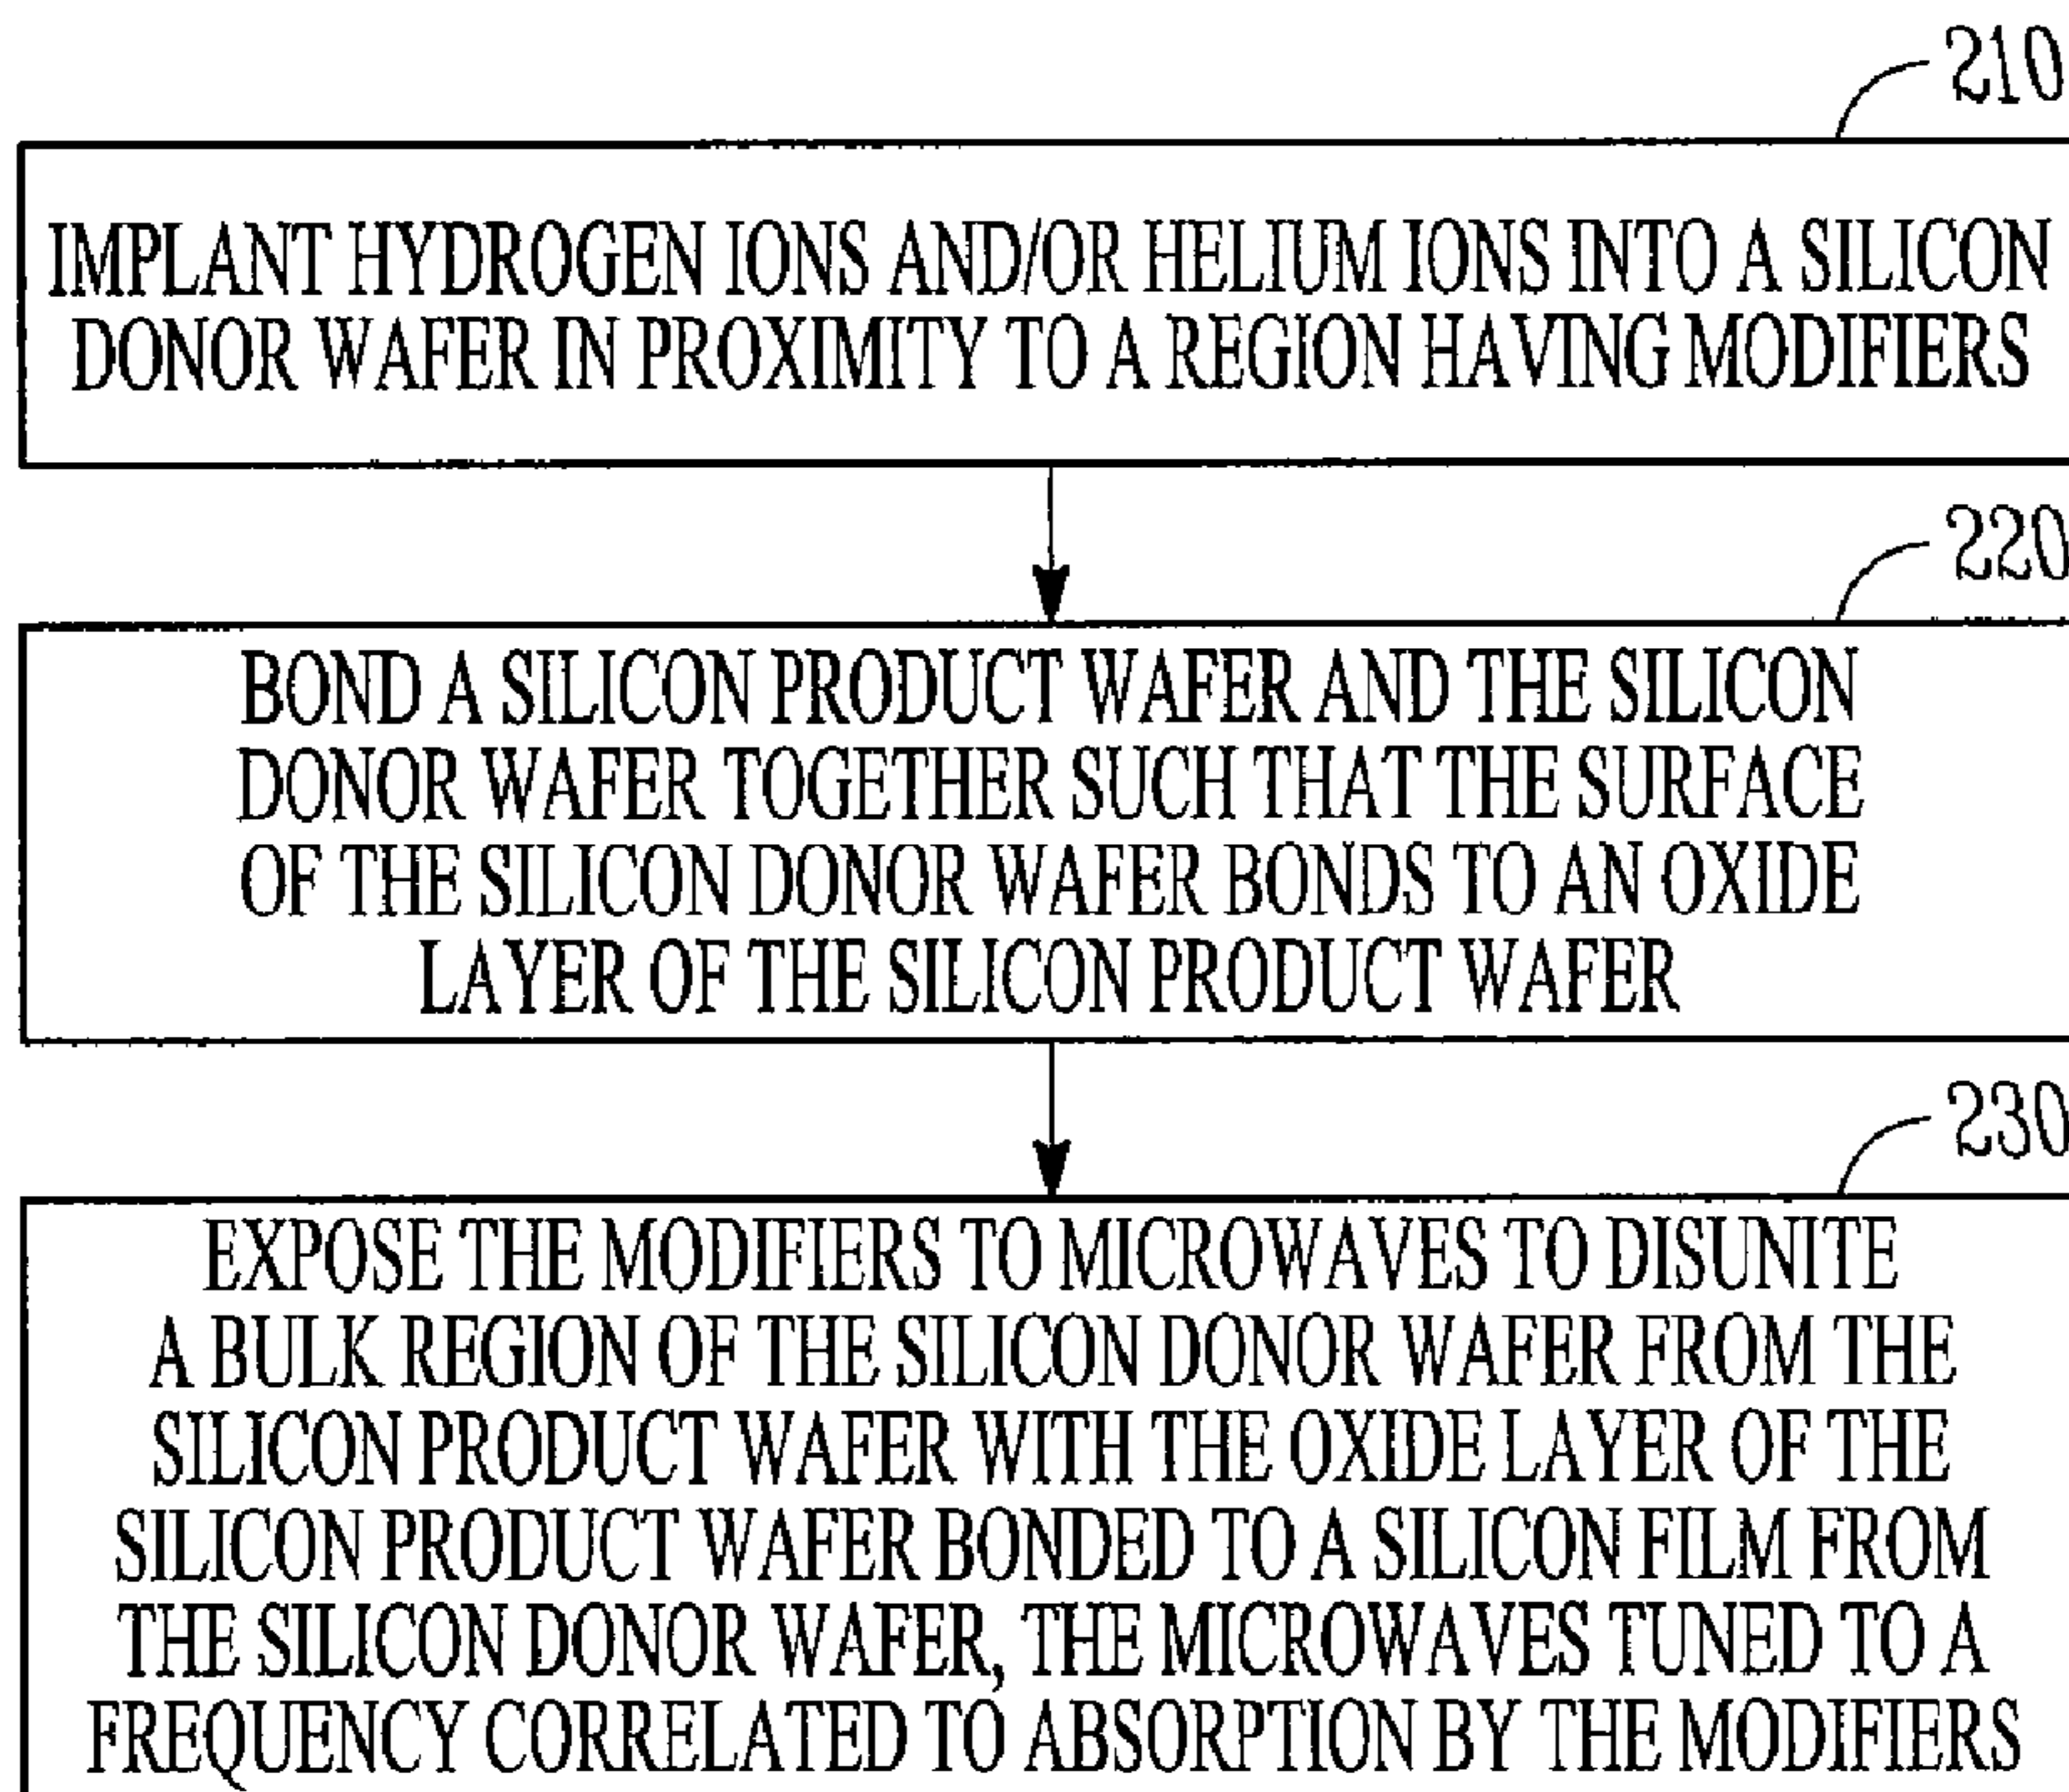 210
IMPLANT HYDROGEN IONS AND/OR HELIUM IONS INTO A SILICON
DONOR WAFER IN PROXIMITY TO A REGION HAVING MODIFIERS
220
BOND A SILICON PRODUCT WAFER AND THE SILICON
DONOR WAFER TOGETHER SUCH THAT THE SURFACE
OF THE SILICON DONOR WAFER BONDS TO AN OXIDE
LAYER OF THE SILICON PRODUCT WAFER
230
EXPOSE THE MODIFIERS TO MICROWAVES TO DISUNITE
A BULK REGION OF THE SILICON DONOR WAFER FROM THE
SILICON PRODUCT WAFER WITH THE OXIDE LAYER OF THE
SILICON PRODUCT WAFER BONDED TO A SILICON FILM FROM
THE SILICON DONOR WAFER, THE MICROWAVES TUNED TO A
FREQUENCY CORRELATED TO ABSORPTION BY THE MODIFIERS